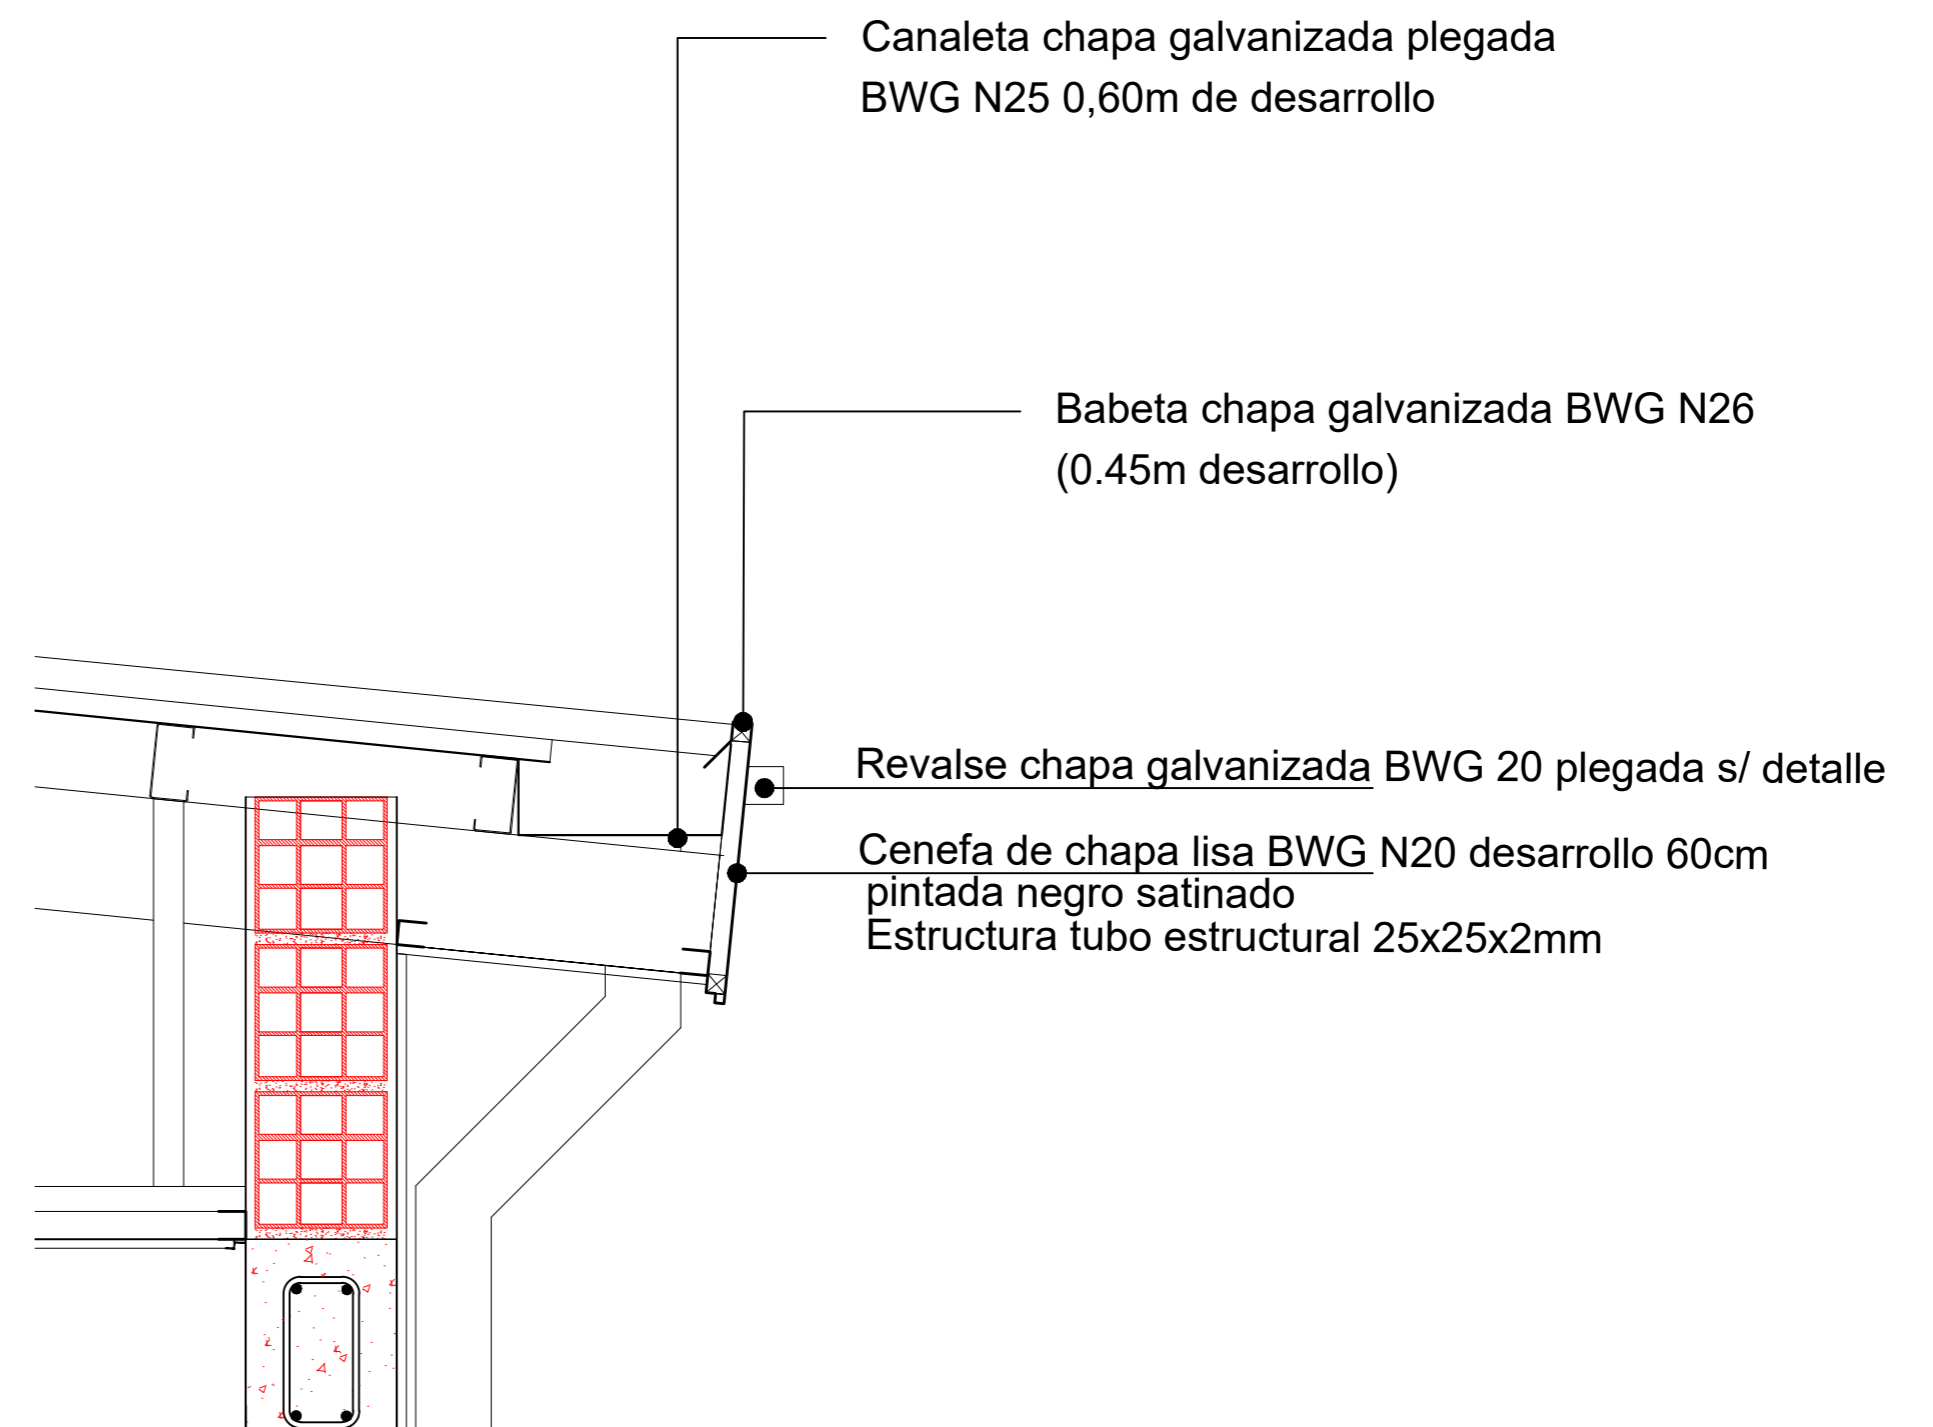 Canaleta chapa galvanizada plegada
BWG N25 0,60m de desarrollo
Babeta chapa galvanizada BWG N26
(0.45m desarrollo)
Revalse chapa galvanizada BWG 20 plegada s/ detalle
Cenefa de chapa lisa BWG N20 desarrollo 60cm
pintada negro satinado
Estructura tubo estructural 25x25x2mm